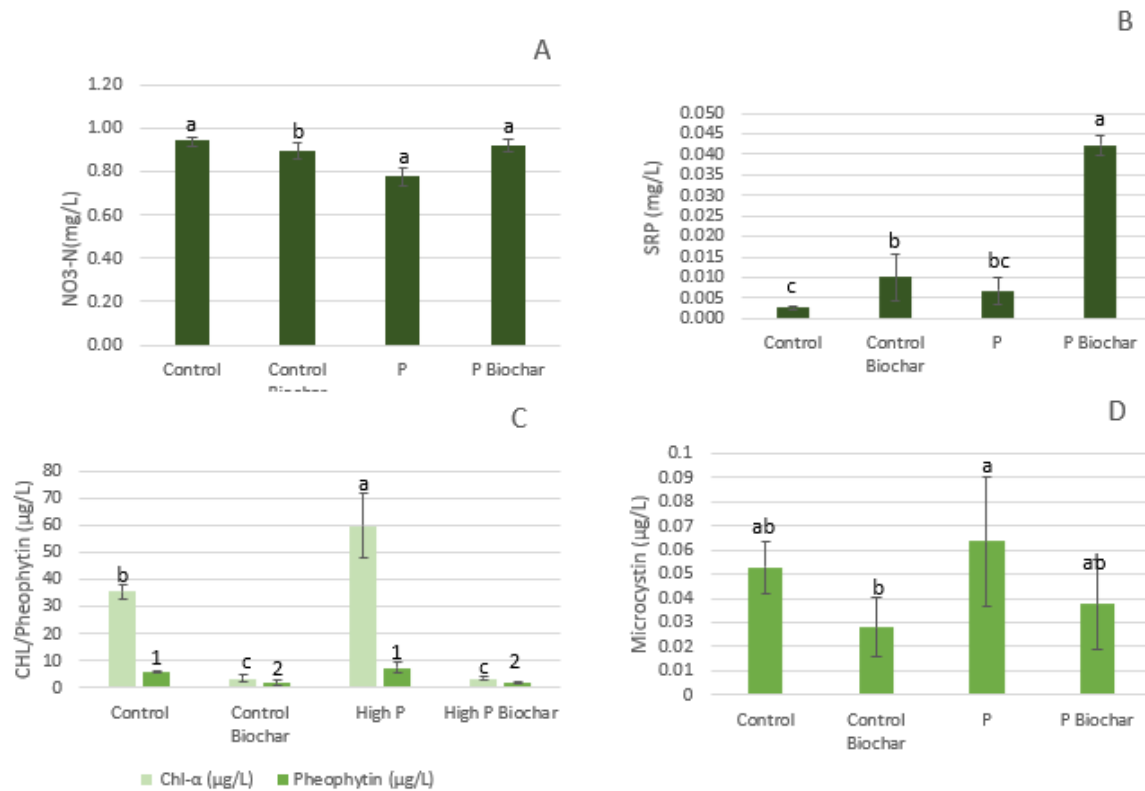 A
1.20
1.00
0.80
0.60
0.40
0.20
0.00
NO3-N(mg/L)
a
b
a
a
Control
Control
Biochar
P
P Biochar
B
0.050
0.045
0.040
0.035
0.030
0.025
0.020
0.015
0.010
0.005
0.000
SRP (mg/L)
c
b
bc
a
Control
Control
Biochar
P
P Biochar
C
80
70
60
50
40
30
20
10
0
CHL/Pheophytin (µg/L)
b
1
c
2
a
1
c
2
Control
Control
Biochar
High P
High P Biochar
Chl-α (µg/L)
Pheophytin (µg/L)
D
0.1
0.09
0.08
0.07
0.06
0.05
0.04
0.03
0.02
0.01
0
Microcystin (µg/L)
ab
b
a
ab
Control
Control
Biochar
P
P Biochar